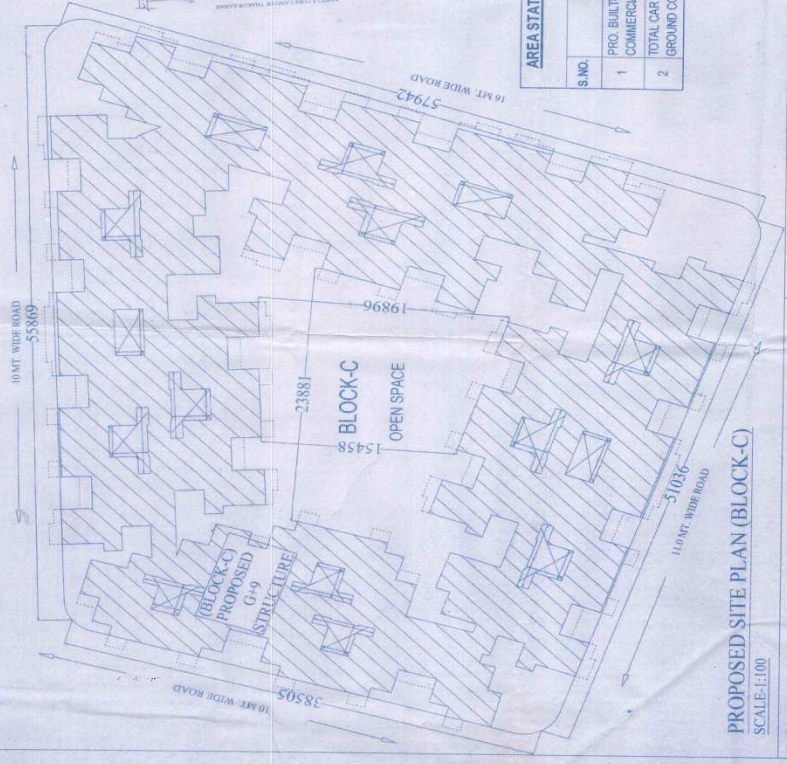 10 MT. WIDE ROAD
55869
16 MT. WIDE ROAD
57942
19896
23881
BLOCK-C
OPEN SPACE
15458
(BLOCK-C)
PROPOSED
G+9
STRUCTURE
10 MT. WIDE ROAD
38505
51036
11.0 MT. WIDE ROAD
PROPOSED SITE PLAN (BLOCK-C)
SCALE-1:100
AREA STAT
S.NO.
1 PRO. BUILT
COMMERCI
2 TOTAL CAR
GROUND CO